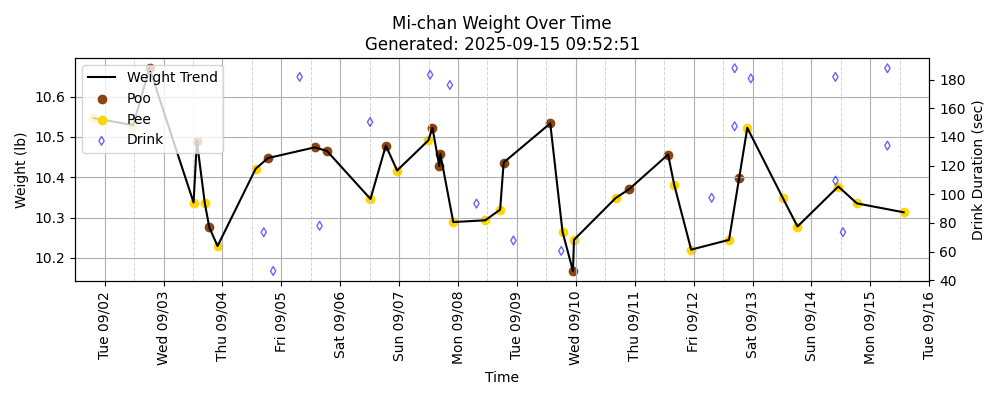 Mi-chan Weight Over Time
Generated: 2025-09-15 09:52:51
Weight Trend
Poo
Pee
Drink
Weight (lb)
10.6
10.5
10.4
10.3
10.2
180
160
140
120
100
80
60
40
Drink Duration (sec)
Tue 09/02
Wed 09/03
Thu 09/04
Fri 09/05
Sat 09/06
Sun 09/07
Mon 09/08
Tue 09/09
Wed 09/10
Thu 09/11
Fri 09/12
Sat 09/13
Sun 09/14
Mon 09/15
Tue 09/16
Time